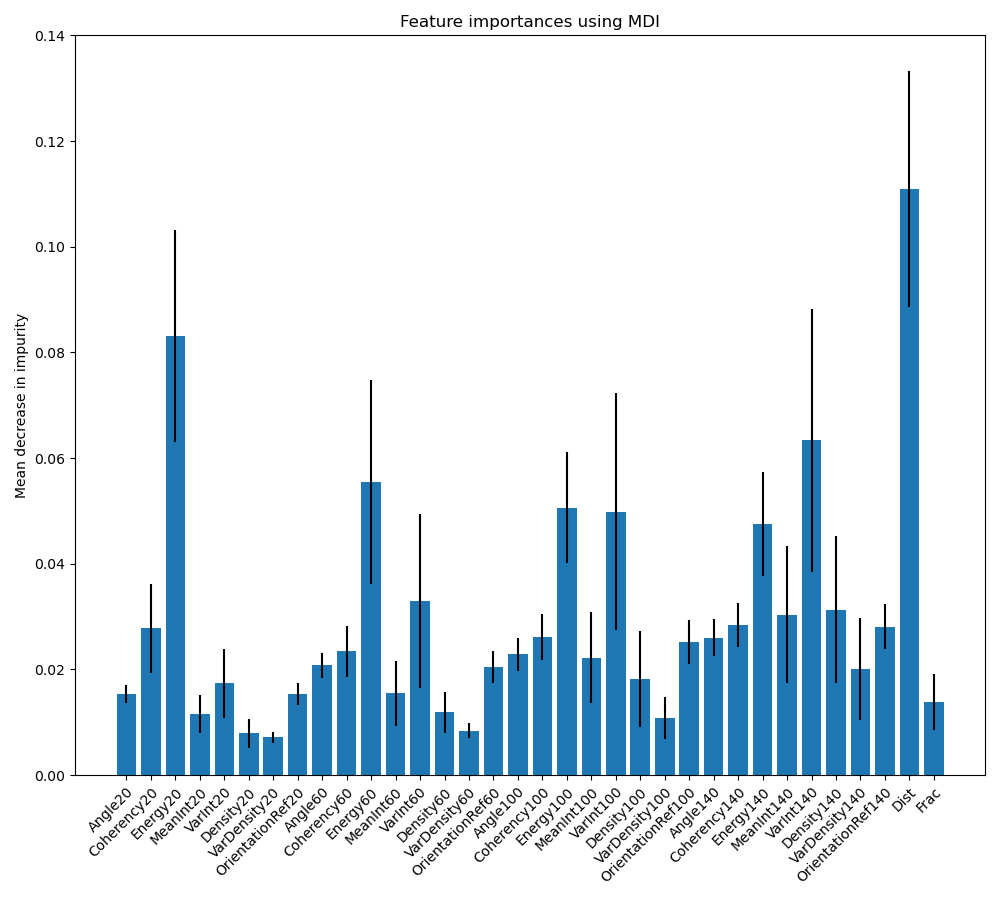 Feature importances using MDI
Mean decrease in impurity
0.14
0.12
0.10
0.08
0.06
0.04
0.02
0.00
Angle20
Coherency20
Energy20
MeanInt20
VarInt20
Density20
VarDensity20
OrientationRef20
Angle60
Coherency60
Energy60
MeanInt60
VarInt60
Density60
VarDensity60
OrientationRef60
Angle100
Coherency100
Energy100
MeanInt100
VarInt100
Density100
VarDensity100
OrientationRef100
Angle140
Coherency140
Energy140
MeanInt140
VarInt140
Density140
VarDensity140
OrientationRef140
Dist
Frac